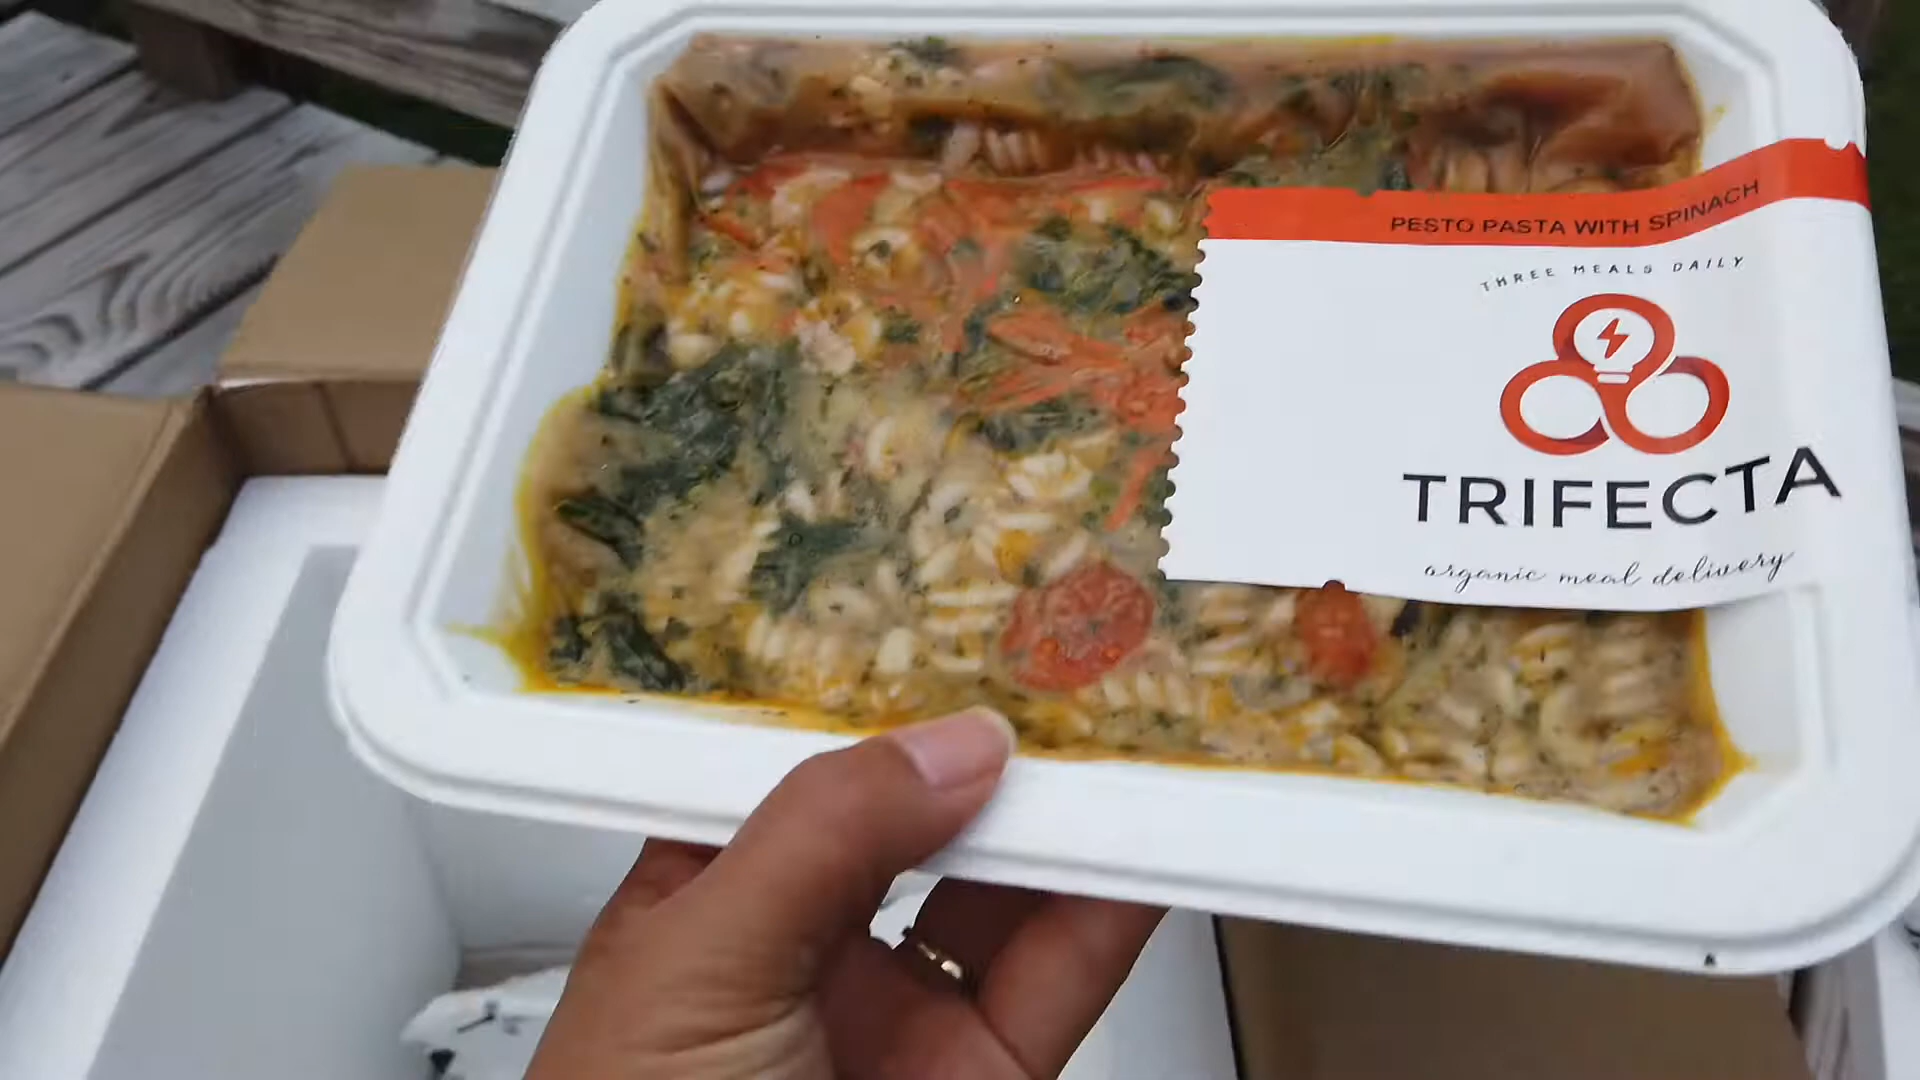 PESTO PASTA WITH SPINACH
THREE MEALS DAILY
TRIFECTA
organic meal delivery